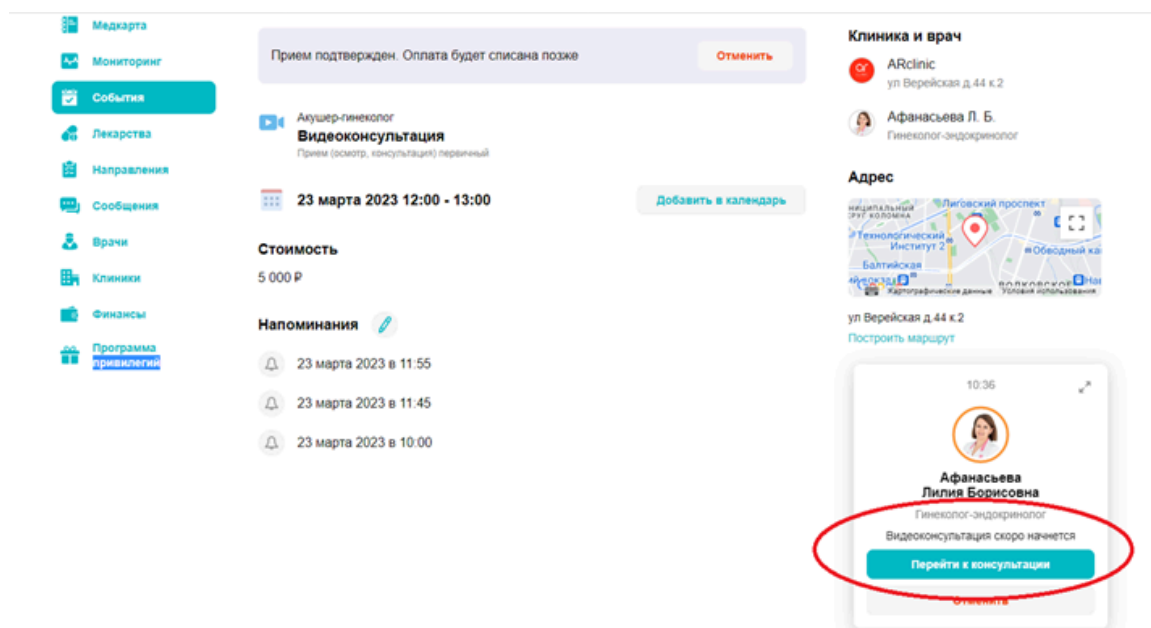 Медкарта
Мониторинг
События
Лекарства
Направления
Сообщения
Врачи
Клиники
Финансы
Программа
привилегий
Прием подтвержден. Оплата будет списана позже
Отменить
Акушер-гинеколог
Видеоконсультация
Прием (осмотр, консультация) первичный
23 марта 2023 12:00 - 13:00
Добавить в календарь
Стоимость
5 000 ₽
Напоминания
23 марта 2023 в 11:55
23 марта 2023 в 11:45
23 марта 2023 в 10:00
Клиника и врач
ARclinic
ул Верейская д.44 к.2
Афанасьева Л. Б.
Гинеколог-эндокринолог
Адрес
Лиговский проспект
КОЛОМНА
Технологический
Институт 2
Обводный
Балтийская
ВОЛКОВСКОЕ
Картографические данные
Условия использования
ул Верейская д.44 к.2
Построить маршрут
10:36
Афанасьева
Лилия Борисовна
Гинеколог-эндокринолог
Видеоконсультация скоро начнется
Перейти к консультации
Отменить